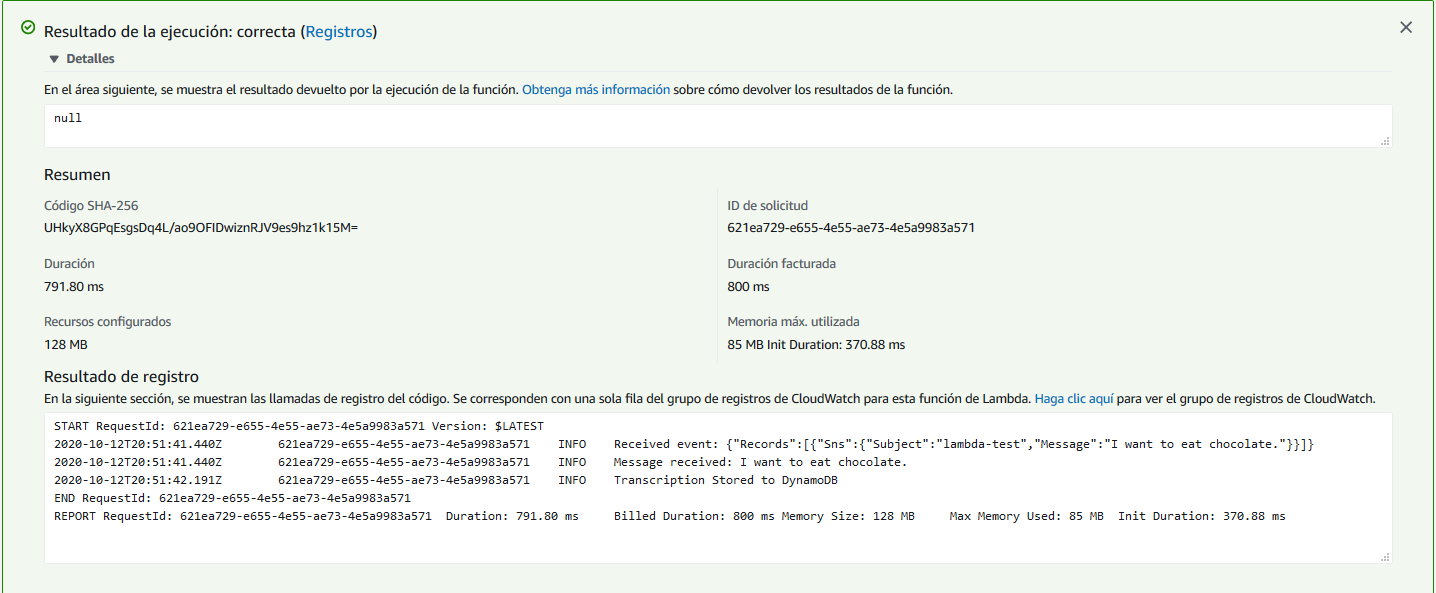 Resultado de la ejecución: correcta (Registros)
Detalles
En el área siguiente, se muestra el resultado devuelto por la ejecución de la función. Obtenga más información sobre cómo devolver los resultados de la función.
null
Resumen
Código SHA-256
UHkyX8GPqEsgsDq4L/ao9OFIDwiznRJV9es9hz1k15M=
ID de solicitud
621ea729-e655-4e55-ae73-4e5a9983a571
Duración
791.80 ms
Duración facturada
800 ms
Recursos configurados
128 MB
Memoria máx. utilizada
85 MB Init Duration: 370.88 ms
Resultado de registro
En la siguiente sección, se muestran las llamadas de registro del código. Se corresponden con una sola fila del grupo de registros de CloudWatch para esta función de Lambda. Haga clic aquí para ver el grupo de registros de CloudWatch.
START RequestId: 621ea729-e655-4e55-ae73-4e5a9983a571 Version: $LATEST
2020-10-12T20:51:41.440Z 621ea729-e655-4e55-ae73-4e5a9983a571 INFO Received event: {"Records":[{"Sns":{"Subject":"lambda-test","Message":"I want to eat chocolate."}}]}
2020-10-12T20:51:41.440Z 621ea729-e655-4e55-ae73-4e5a9983a571 INFO Message received: I want to eat chocolate.
2020-10-12T20:51:42.191Z 621ea729-e655-4e55-ae73-4e5a9983a571 INFO Transcription Stored to DynamoDB
END RequestId: 621ea729-e655-4e55-ae73-4e5a9983a571
REPORT RequestId: 621ea729-e655-4e55-ae73-4e5a9983a571 Duration: 791.80 ms Billed Duration: 800 ms Memory Size: 128 MB Max Memory Used: 85 MB Init Duration: 370.88 ms